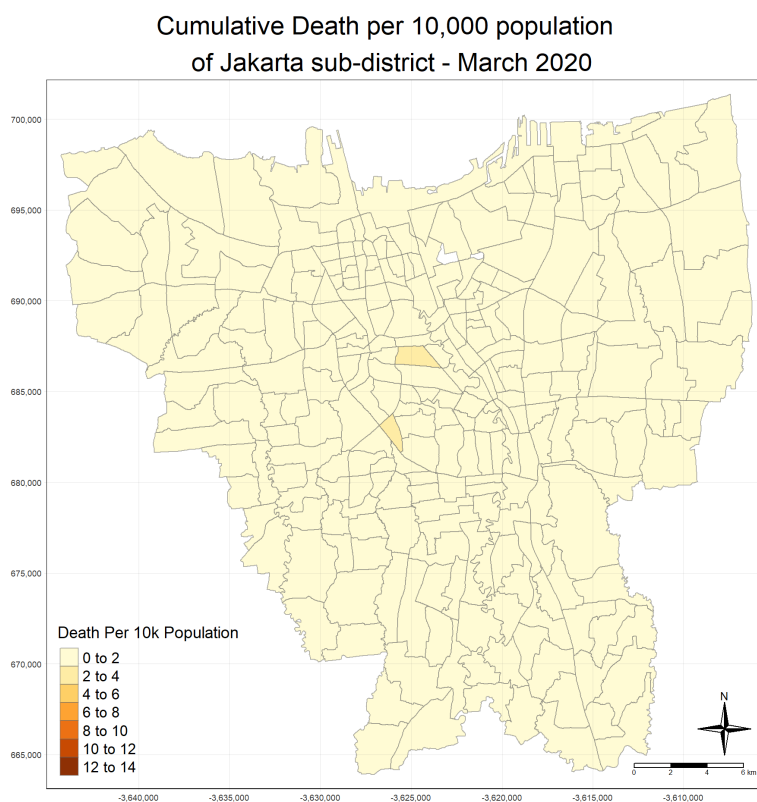 Cumulative Death per 10,000 population
of Jakarta sub-district - March 2020
700,000
695,000
690,000
685,000
680,000
675,000
670,000
665,000
Death Per 10k Population
0 to 2
2 to 4
4 to 6
6 to 8
8 to 10
10 to 12
12 to 14
N
0 2 4 6 km
-3,640,000 -3,635,000 -3,630,000 -3,625,000 -3,620,000 -3,615,000 -3,610,000